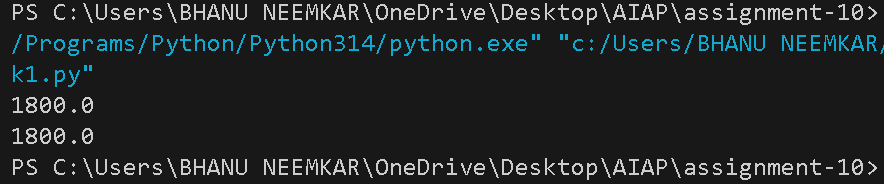 PS C:\Users\BHANU NEEMKAR\OneDrive\Desktop\AIAP\assignment-10>
/Programs/Python/Python314/python.exe" "c:/Users/BHANU NEEMKAR/
k1.py"
1800.0
1800.0
PS C:\Users\BHANU NEEMKAR\OneDrive\Desktop\AIAP\assignment-10>